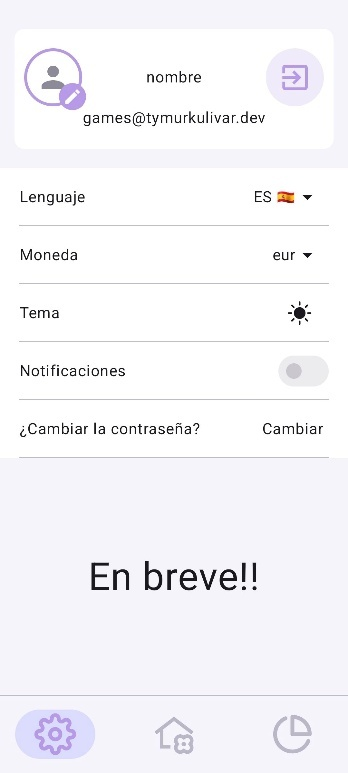 nombre
games@tymurkulivar.dev
Lenguaje ES 🇪🇸
Moneda eur
Tema
Notificaciones
¿Cambiar la contraseña? Cambiar
En breve!!